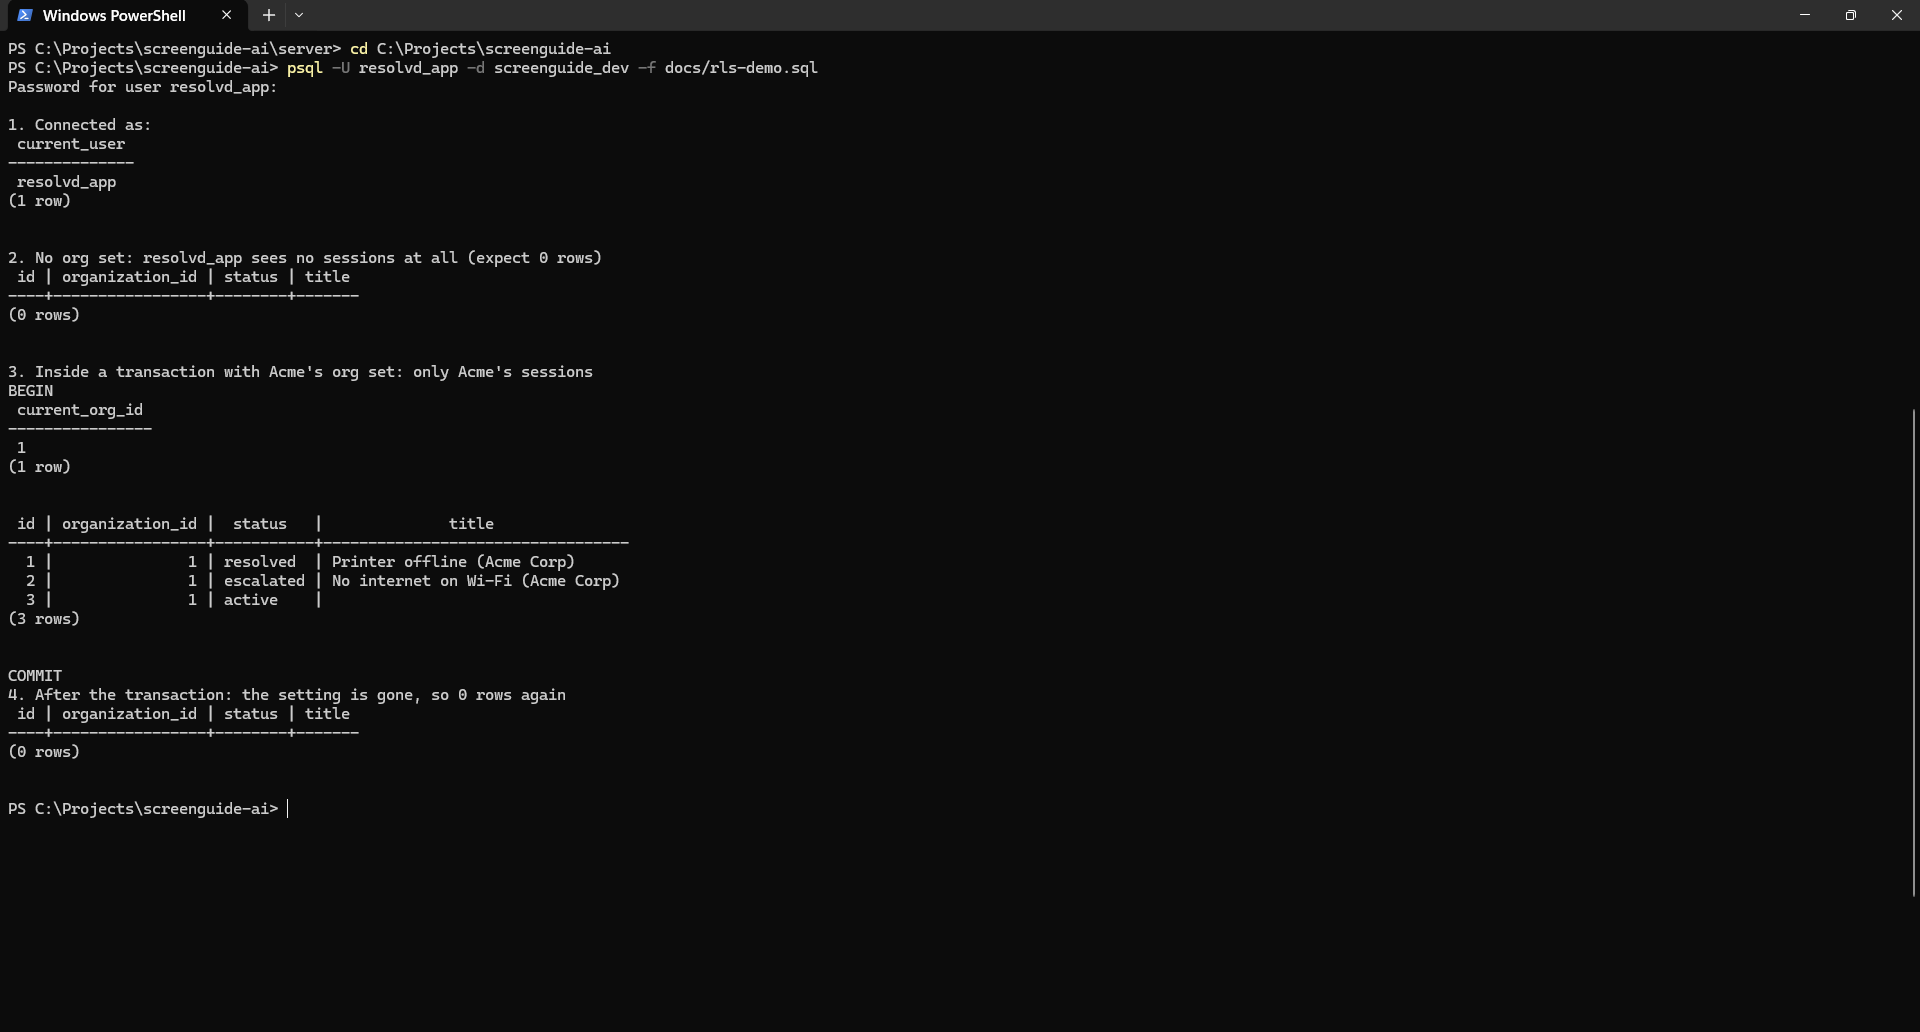 Windows PowerShell
PS C:\Projects\screenguide-ai\server> cd C:\Projects\screenguide-ai
PS C:\Projects\screenguide-ai> psql -U resolvd_app -d screenguide_dev -f docs/rls-demo.sql
Password for user resolvd_app:

1. Connected as:
 current_user
--------------
 resolvd_app
(1 row)


2. No org set: resolvd_app sees no sessions at all (expect 0 rows)
 id | organization_id | status | title
----+-----------------+--------+-------
(0 rows)


3. Inside a transaction with Acme's org set: only Acme's sessions
BEGIN
 current_org_id
----------------
 1
(1 row)


 id | organization_id |  status   |              title
----+-----------------+-----------+----------------------------------
  1 |               1 | resolved  | Printer offline (Acme Corp)
  2 |               1 | escalated | No internet on Wi-Fi (Acme Corp)
  3 |               1 | active    |
(3 rows)


COMMIT
4. After the transaction: the setting is gone, so 0 rows again
 id | organization_id | status | title
----+-----------------+--------+-------
(0 rows)


PS C:\Projects\screenguide-ai>